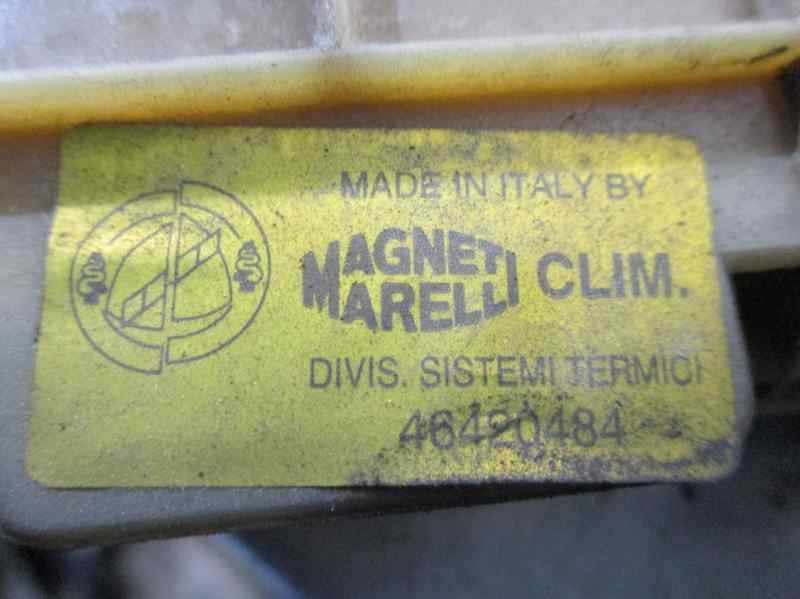 MADE IN ITALY BY
MAGNETI MARELLI CLIM.
DIVIS. SISTEMI TERMICI
46420484